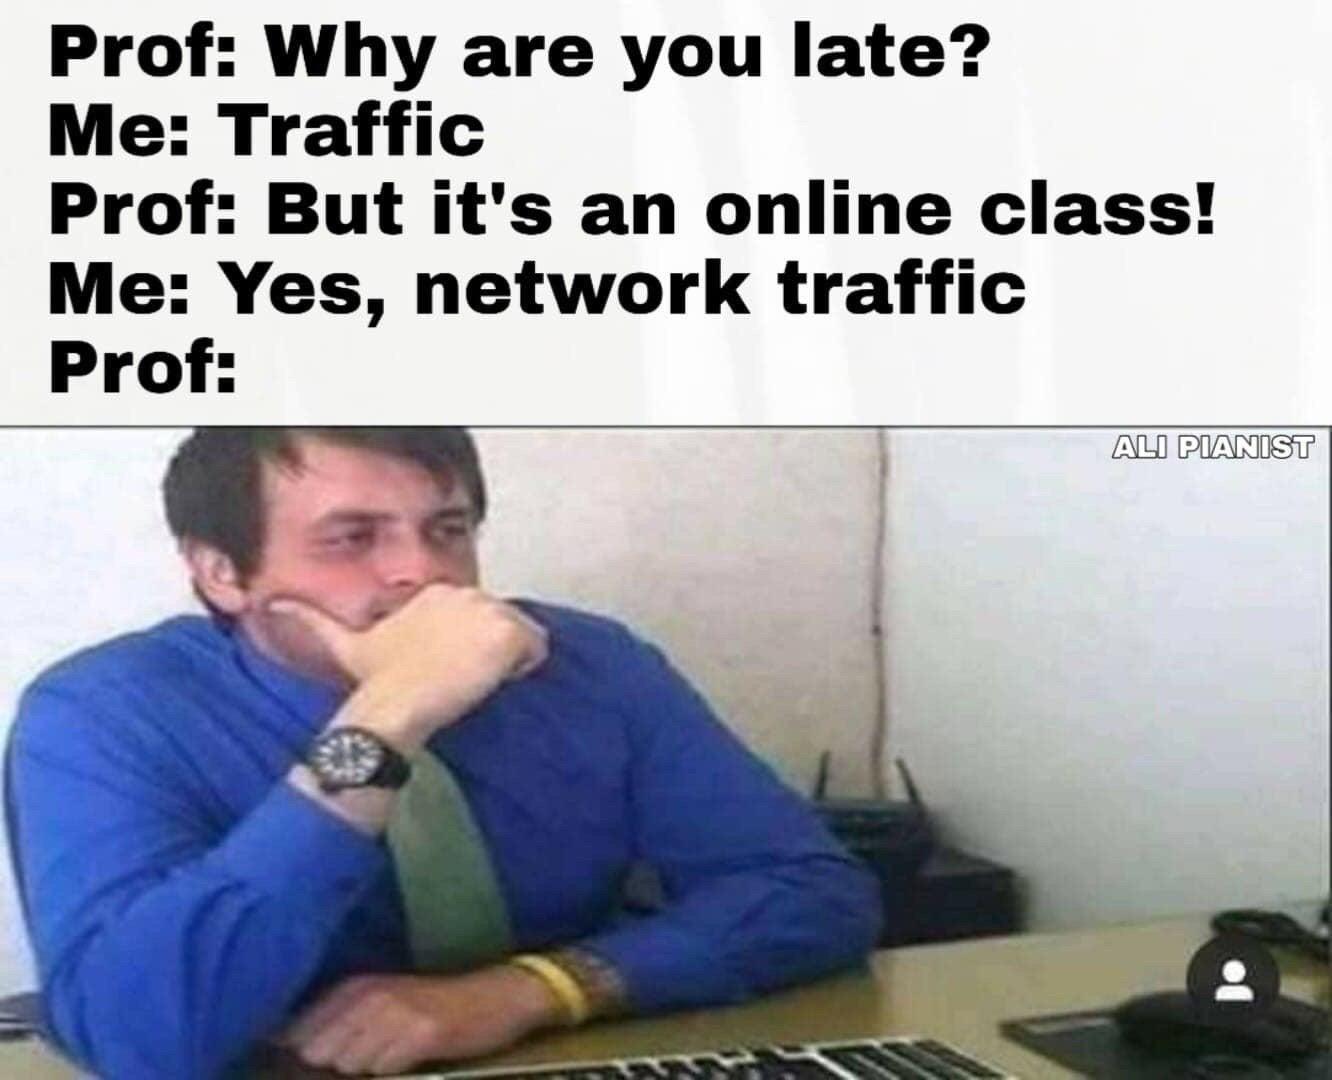 Prof: Why are you late?
Me: Traffic
Prof: But it's an online class!
Me: Yes, network traffic
Prof:
ALI PIANIST